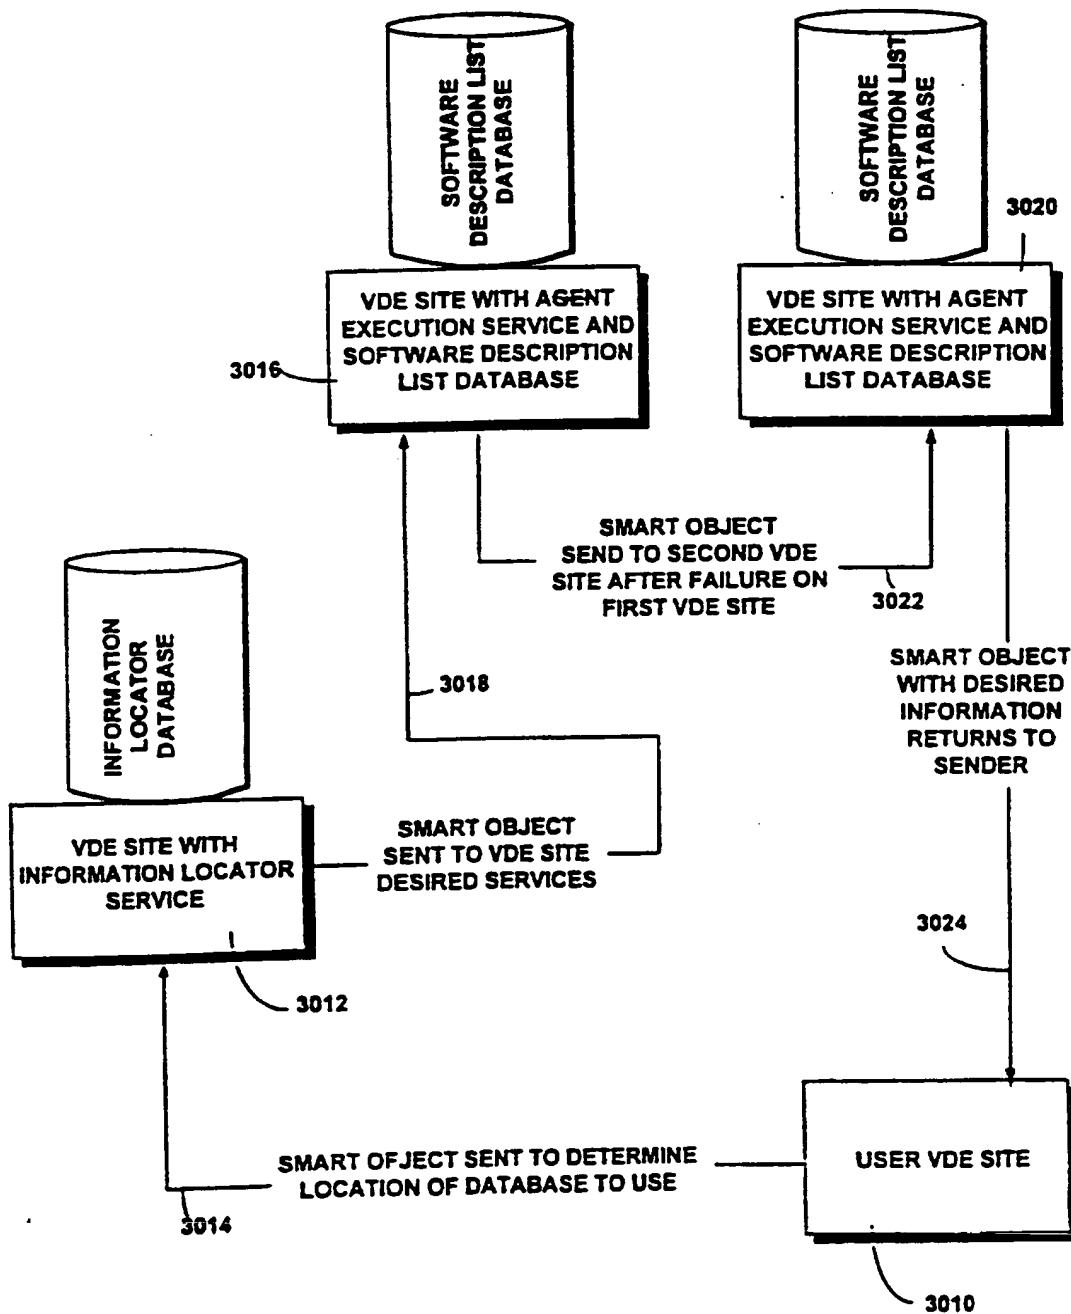 SOFTWARE
DESCRIPTION LIST
DATABASE
SOFTWARE
DESCRIPTION LIST
DATABASE
3020
VDE SITE WITH AGENT
EXECUTION SERVICE AND
SOFTWARE DESCRIPTION
LIST DATABASE
3016
VDE SITE WITH AGENT
EXECUTION SERVICE AND
SOFTWARE DESCRIPTION
LIST DATABASE
SMART OBJECT
SEND TO SECOND VDE
SITE AFTER FAILURE ON
FIRST VDE SITE
3022
INFORMATION
LOCATOR
DATABASE
3018
SMART OBJECT
WITH DESIRED
INFORMATION
RETURNS TO
SENDER
VDE SITE WITH
INFORMATION LOCATOR
SERVICE
SMART OBJECT
SENT TO VDE SITE
DESIRED SERVICES
3024
3012
SMART OFJECT SENT TO DETERMINE
LOCATION OF DATABASE TO USE
3014
USER VDE SITE
3010